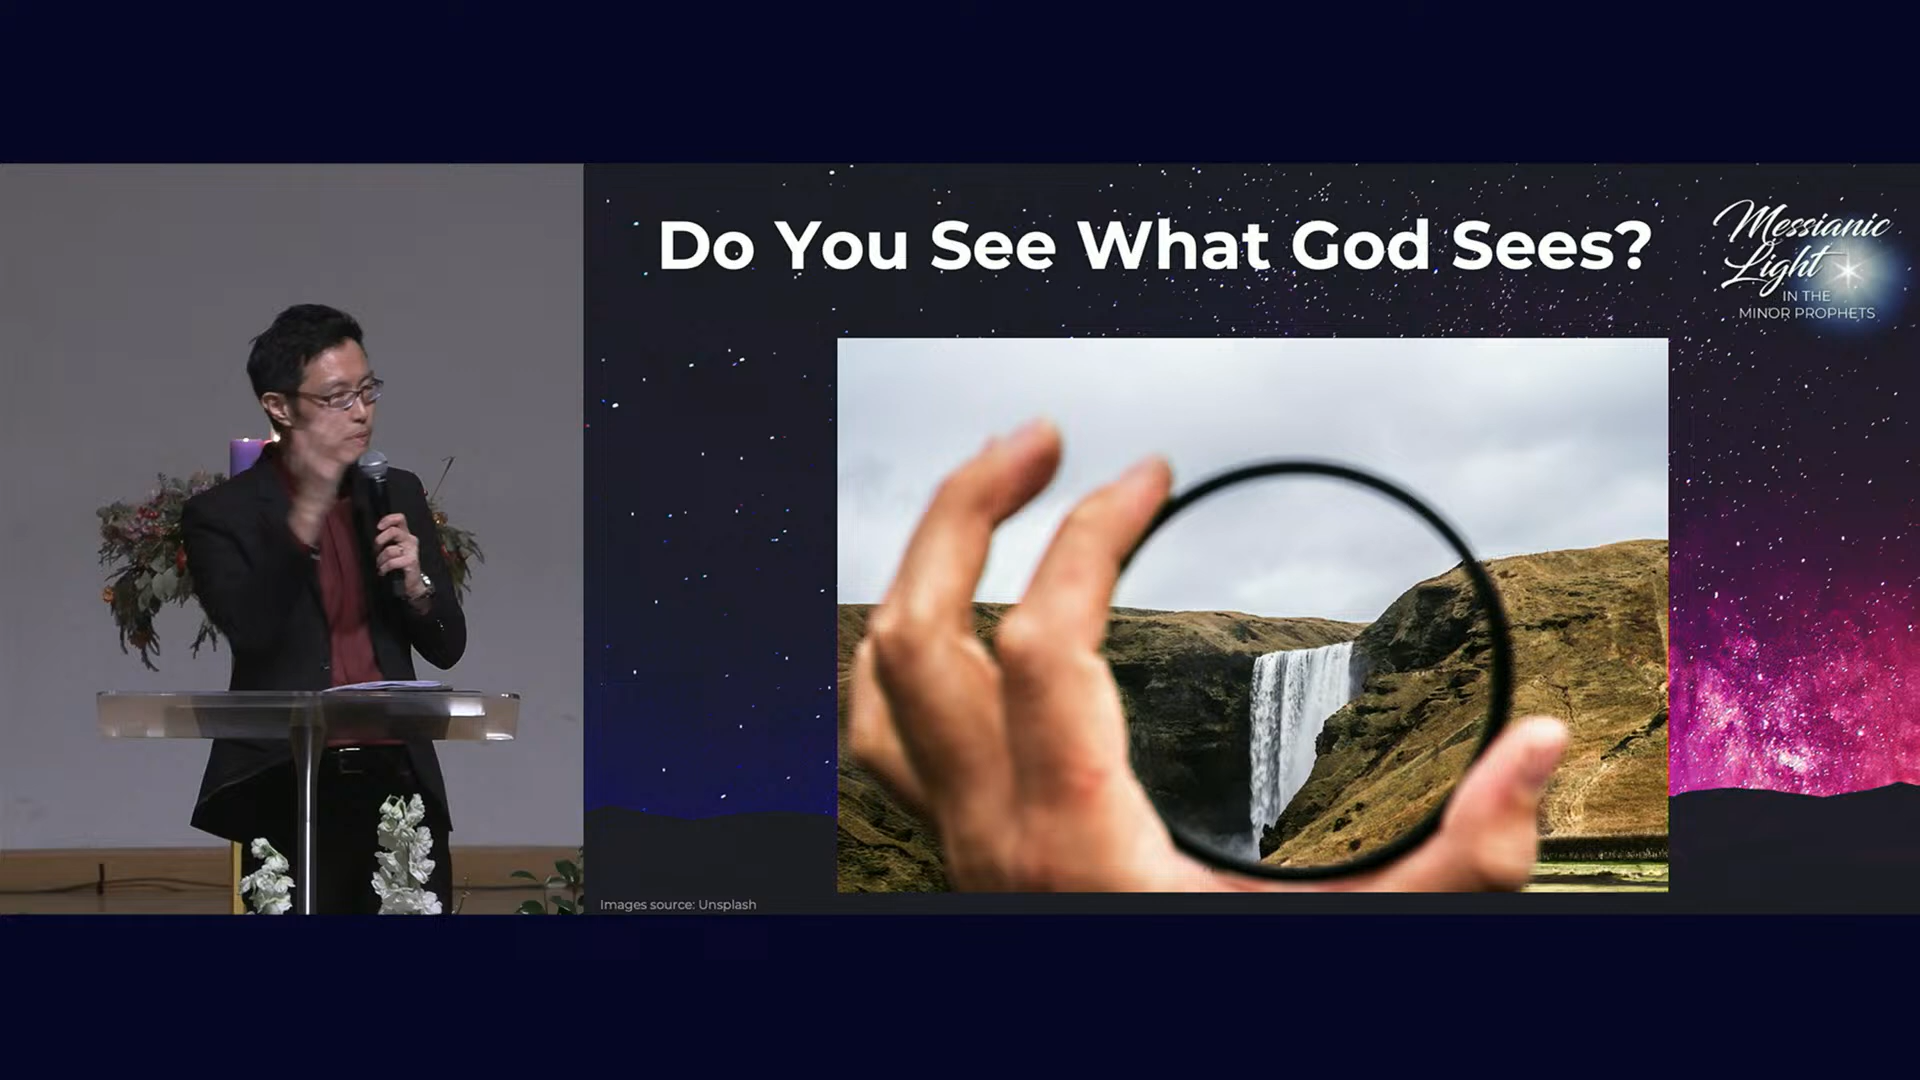 Do You See What God Sees?
Messianic
Light
IN THE
MINOR PROPHETS
Images source: Unsplash